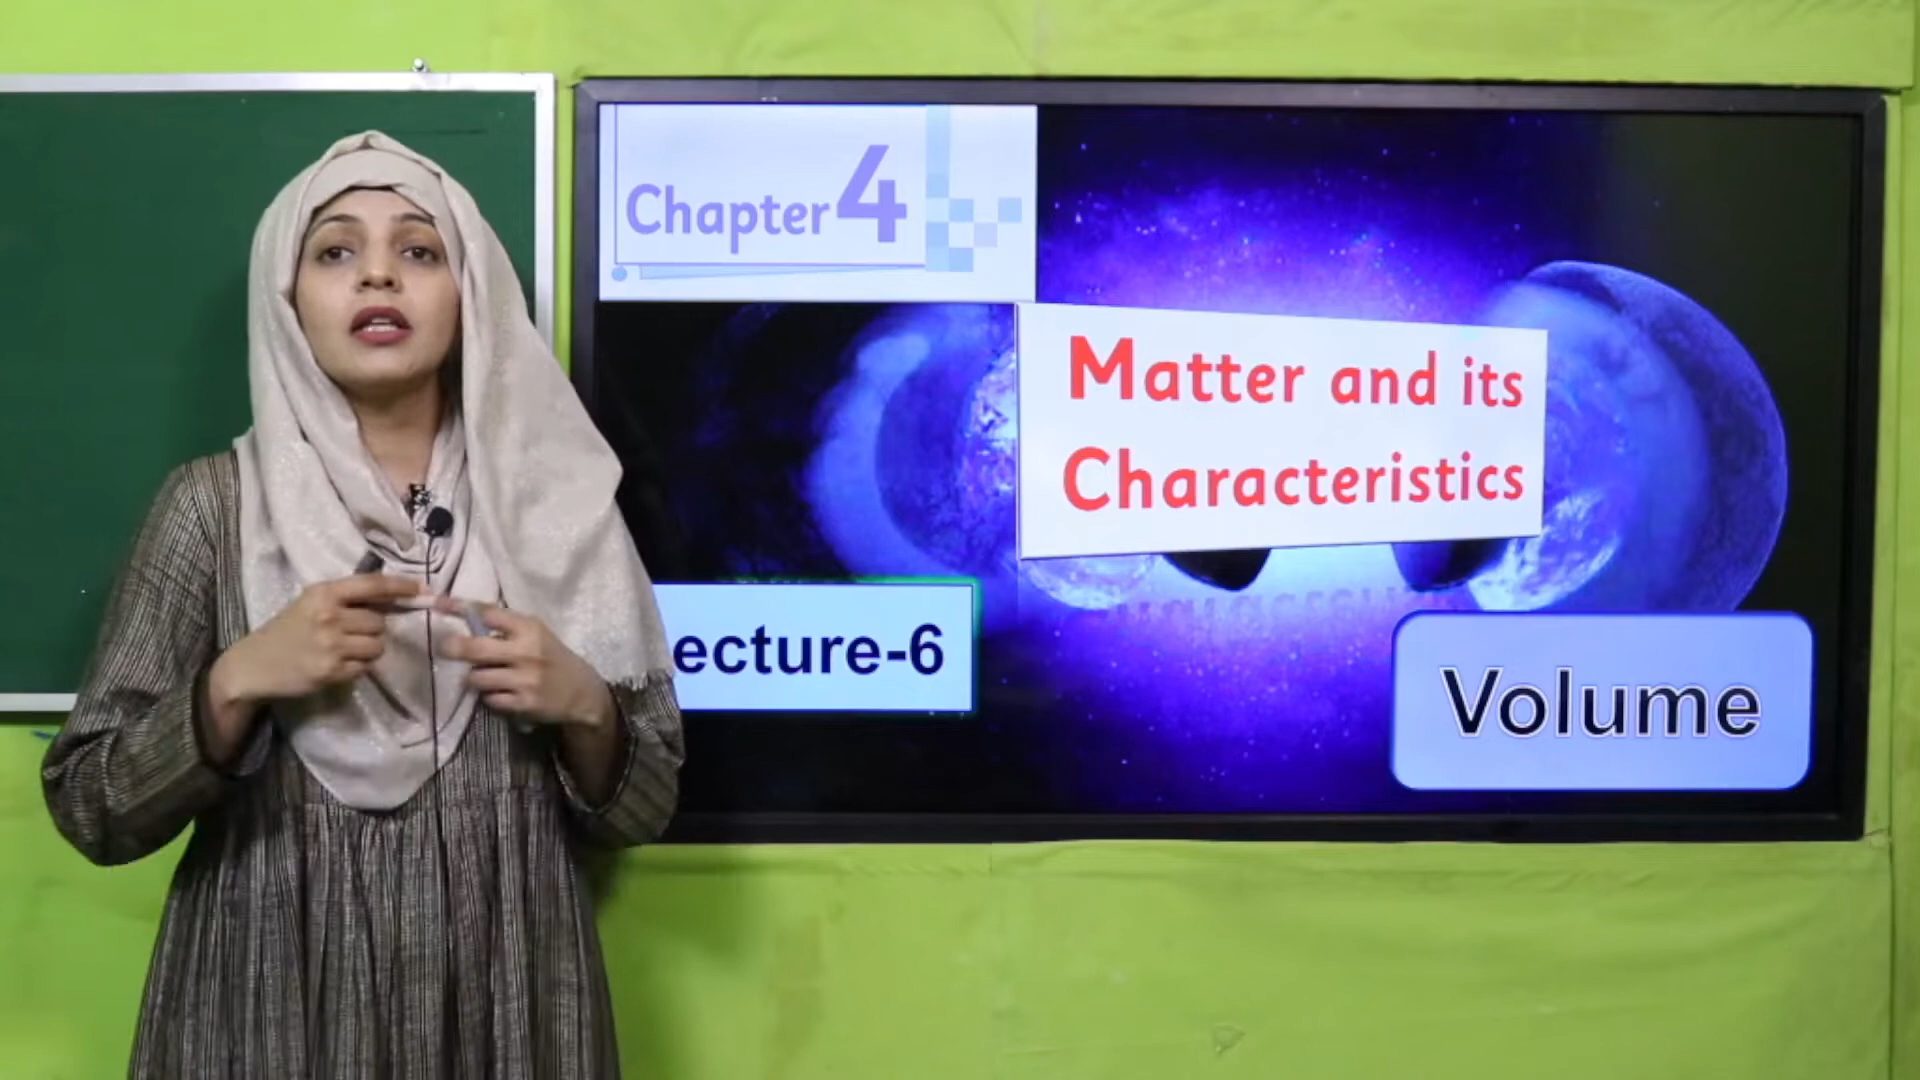 Chapter 4
Matter and its
Characteristics
ecture-6
Volume